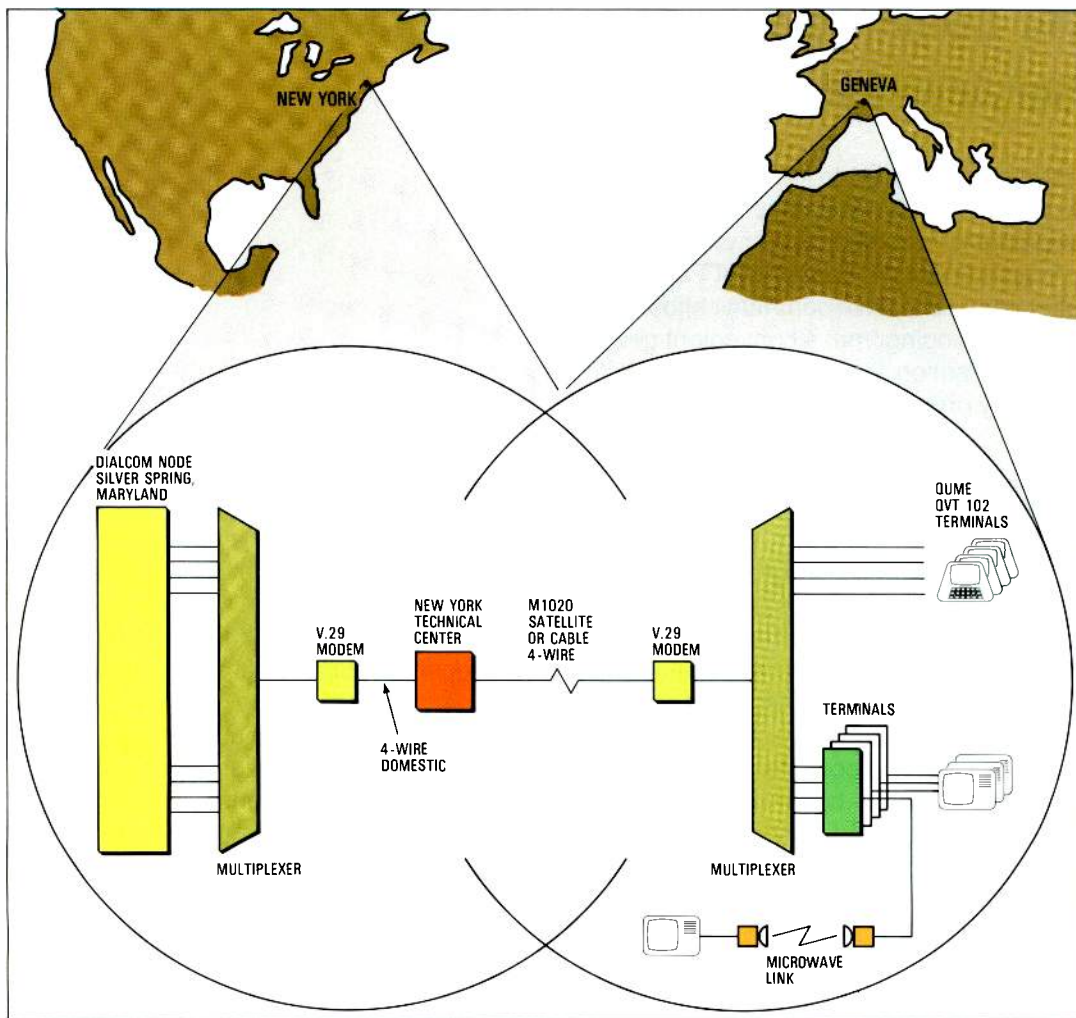 NEW YORK
GENEVA
DIALCOM NODE
SILVER SPRING,
MARYLAND
QUME
QVT 102
TERMINALS
V.29
MODEM
NEW YORK
TECHNICAL
CENTER
M1020
SATELLITE
OR CABLE
4-WIRE
V.29
MODEM
4-WIRE
DOMESTIC
TERMINALS
MULTIPLEXER
MULTIPLEXER
MICROWAVE
LINK